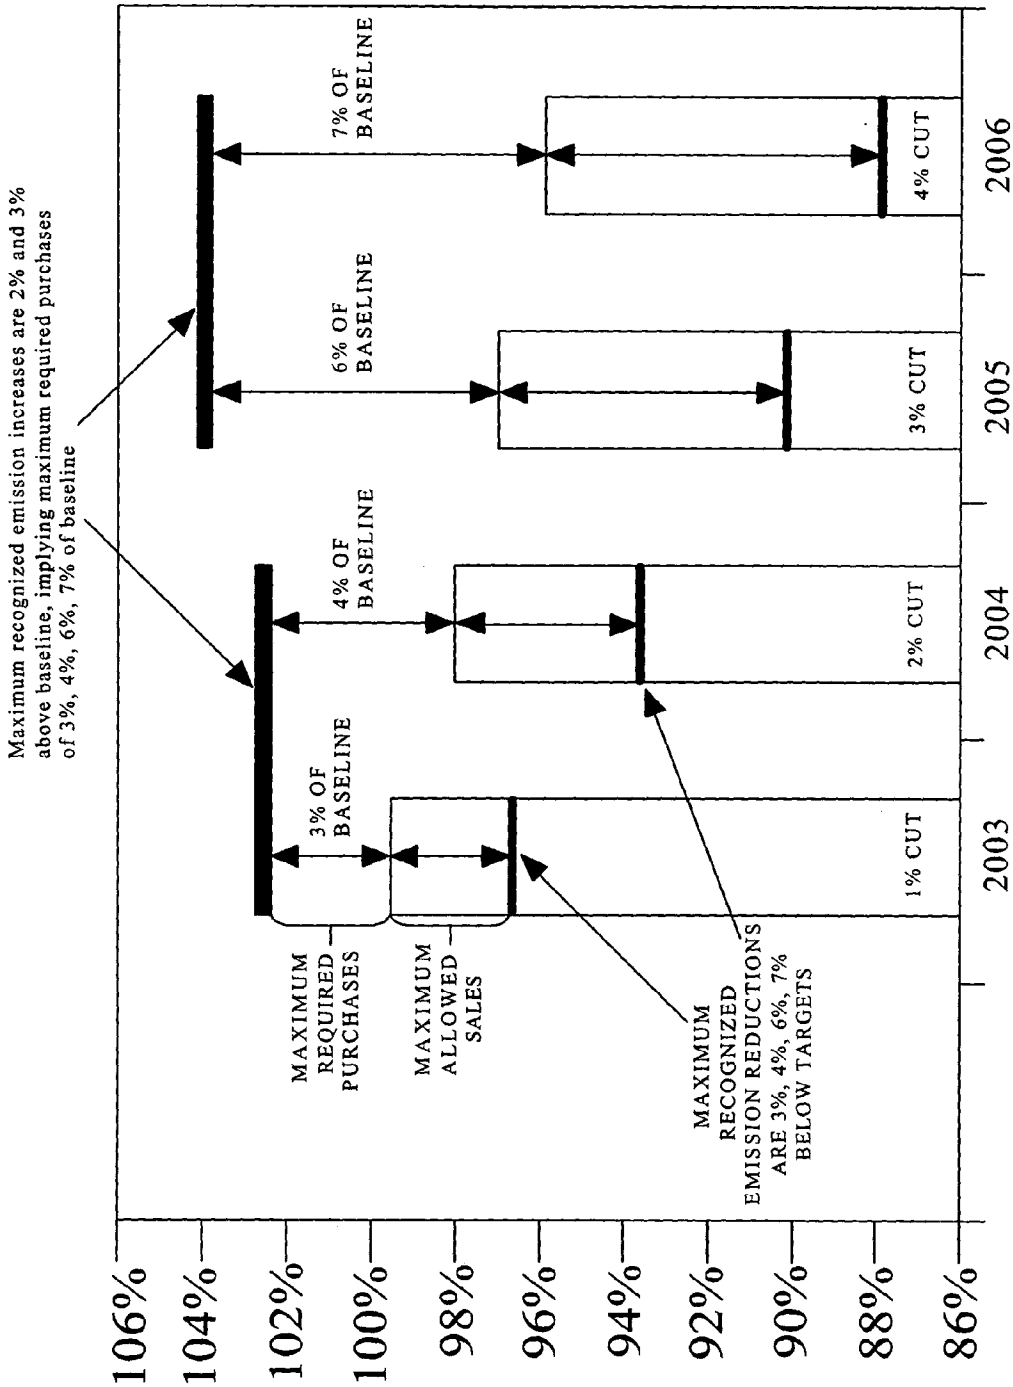 Maximum recognized emission increases are 2% and 3%
above baseline, implying maximum required purchases
of 3%, 4%, 6%, 7% of baseline
106%
104%
102%
100%
98%
96%
94%
92%
90%
88%
86%
MAXIMUM
REQUIRED
PURCHASES
MAXIMUM
ALLOWED
SALES
MAXIMUM
RECOGNIZED
EMISSION REDUCTIONS
ARE 3%, 4%, 6%, 7%
BELOW TARGETS
3% OF
BASELINE
4% OF
BASELINE
6% OF
BASELINE
7% OF
BASELINE
1% CUT
2% CUT
3% CUT
4% CUT
2003
2004
2005
2006